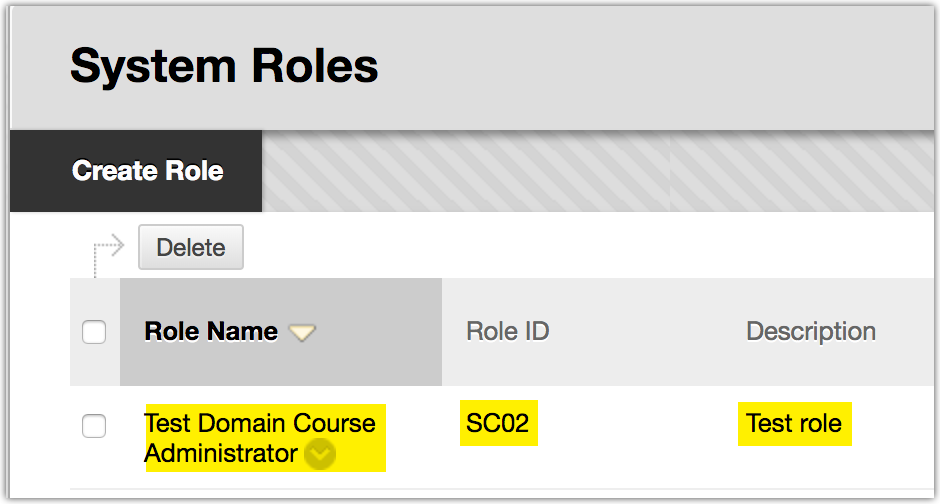 System Roles
Create Role
Delete
Role Name Role ID Description
Test Domain Course SC02 Test role
Administrator